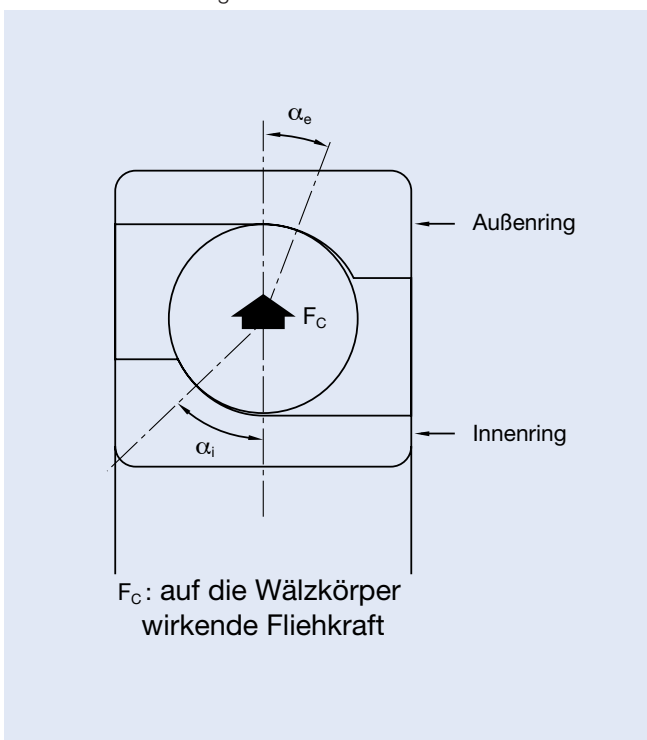 αe
Außenring
FC
Innenring
αi
FC: auf die Wälzkörper
wirkende Fliehkraft